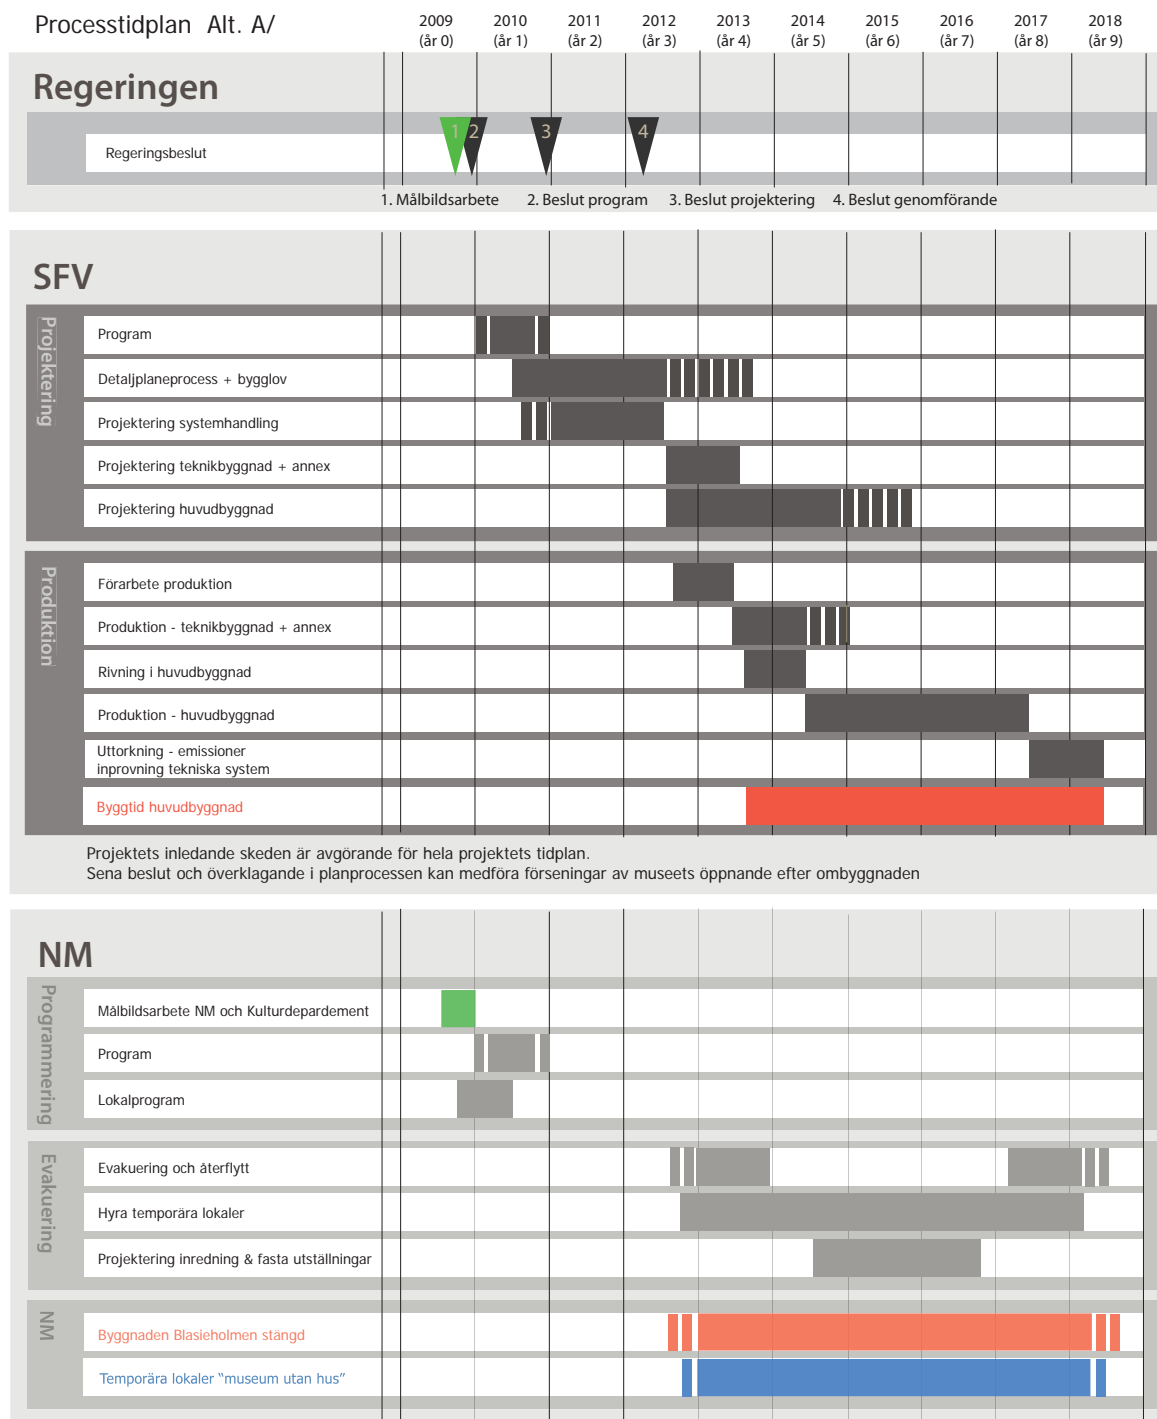 Processtidplan Alt. A/
2009 2010 2011 2012 2013 2014 2015 2016 2017 2018
(år 0) (år 1) (år 2) (år 3) (år 4) (år 5) (år 6) (år 7) (år 8) (år 9)
Regeringen
1 2 3 4
Regeringsbeslut
1. Målbildsarbete 2. Beslut program 3. Beslut projektering 4. Beslut genomförande
SFV
Projektering
Program
Detaljplaneprocess + bygglov
Projektering systemhandling
Projektering teknikbyggnad + annex
Projektering huvudbyggnad
Produktion
Förarbete produktion
Produktion - teknikbyggnad + annex
Rivning i huvudbyggnad
Produktion - huvudbyggnad
Uttorkning - emissioner
inprovning tekniska system
Byggtid huvudbyggnad
Projektets inledande skeden är avgörande för hela projektets tidplan.
Sena beslut och överklagande i planprocessen kan medföra förseningar av museets öppnande efter ombyggnaden
NM
Programmering
Målbildsarbete NM och Kulturdepardement
Program
Lokalprogram
Evakuering
Evakuering och återflytt
Hyra temporära lokaler
Projektering inredning & fasta utställningar
NM
Byggnaden Blasieholmen stängd
Temporära lokaler “museum utan hus”